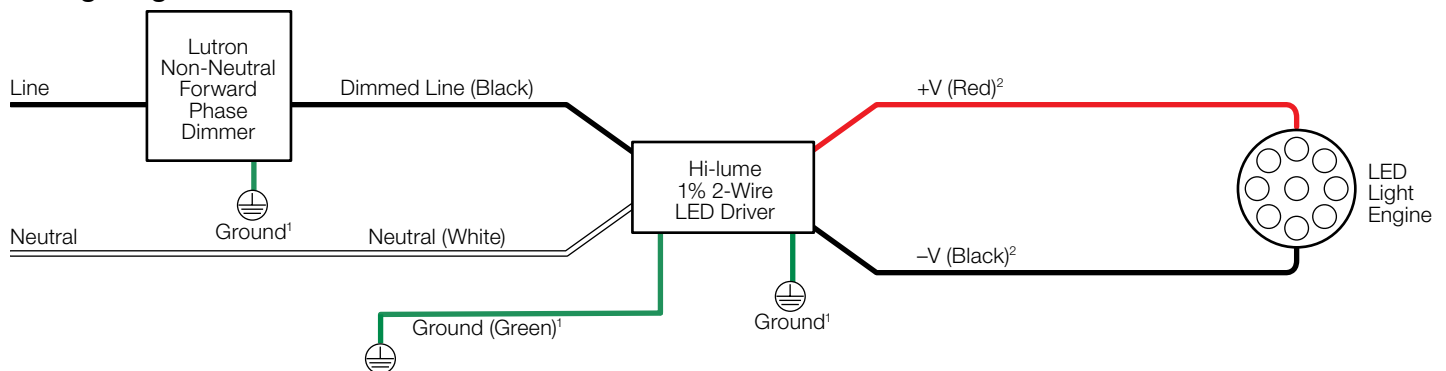 Line
Lutron
Non-Neutral
Forward
Phase
Dimmer
Dimmed Line (Black)
Ground¹
Neutral
Neutral (White)
Hi-lume
1% 2-Wire
LED Driver
Ground (Green)¹
Ground¹
+V (Red)²
–V (Black)²
LED
Light
Engine